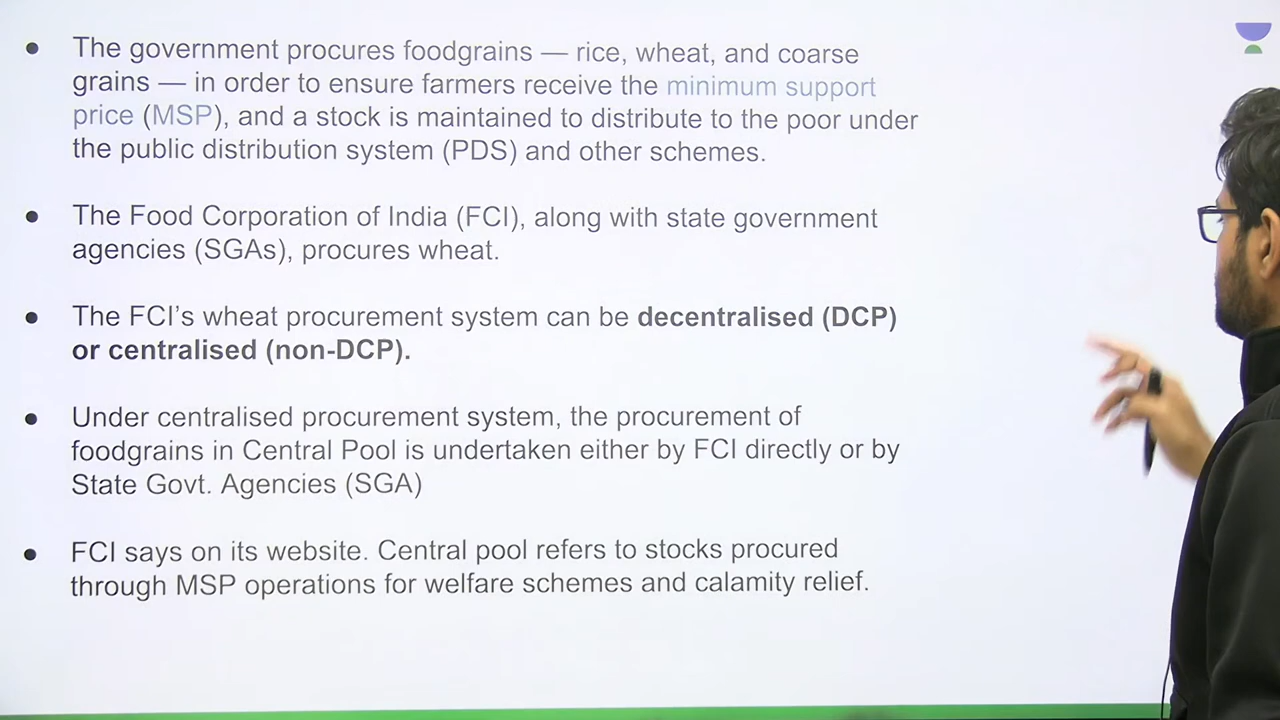 The government procures foodgrains — rice, wheat, and coarse
grains — in order to ensure farmers receive the minimum support
price (MSP), and a stock is maintained to distribute to the poor under
the public distribution system (PDS) and other schemes.
The Food Corporation of India (FCI), along with state government
agencies (SGAs), procures wheat.
The FCI’s wheat procurement system can be decentralised (DCP)
or centralised (non-DCP).
Under centralised procurement system, the procurement of
foodgrains in Central Pool is undertaken either by FCI directly or by
State Govt. Agencies (SGA)
FCI says on its website. Central pool refers to stocks procured
through MSP operations for welfare schemes and calamity relief.